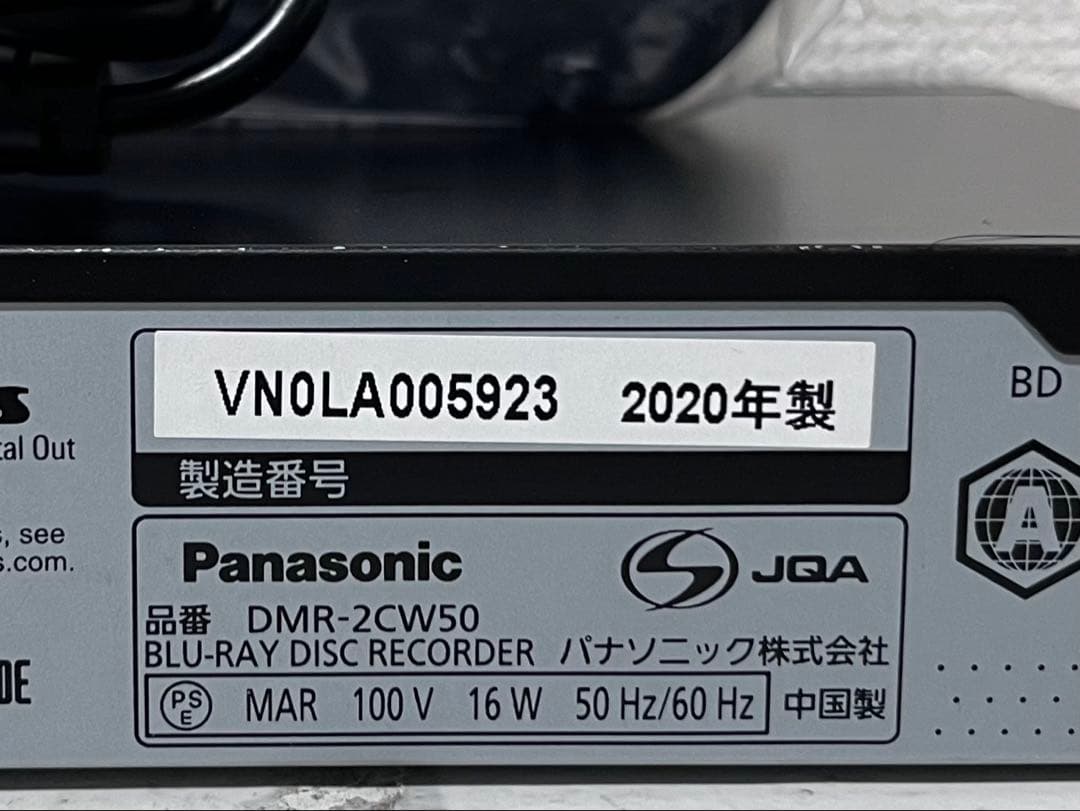 VN0LA005923 2020年製
製造番号
Panasonic JQA
品番 DMR-2CW50
BLU-RAY DISC RECORDER パナソニック株式会社
PS E MAR 100 V 16 W 50 Hz/60 Hz 中国製
BD
A
S
tal Out
s, see
s.com.
DE